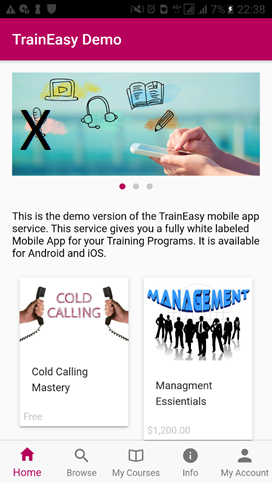 7% 22:38
TrainEasy Demo
X
This is the demo version of the TrainEasy mobile app
service. This service gives you a fully white labeled
Mobile App for your Training Programs. It is available
for Android and iOS.
COLD
CALLING
MANAGEMENT
Cold Calling
Mastery
Managment
Essientials
Free
$1,200.00
Home
Browse
My Courses
Info
My Account